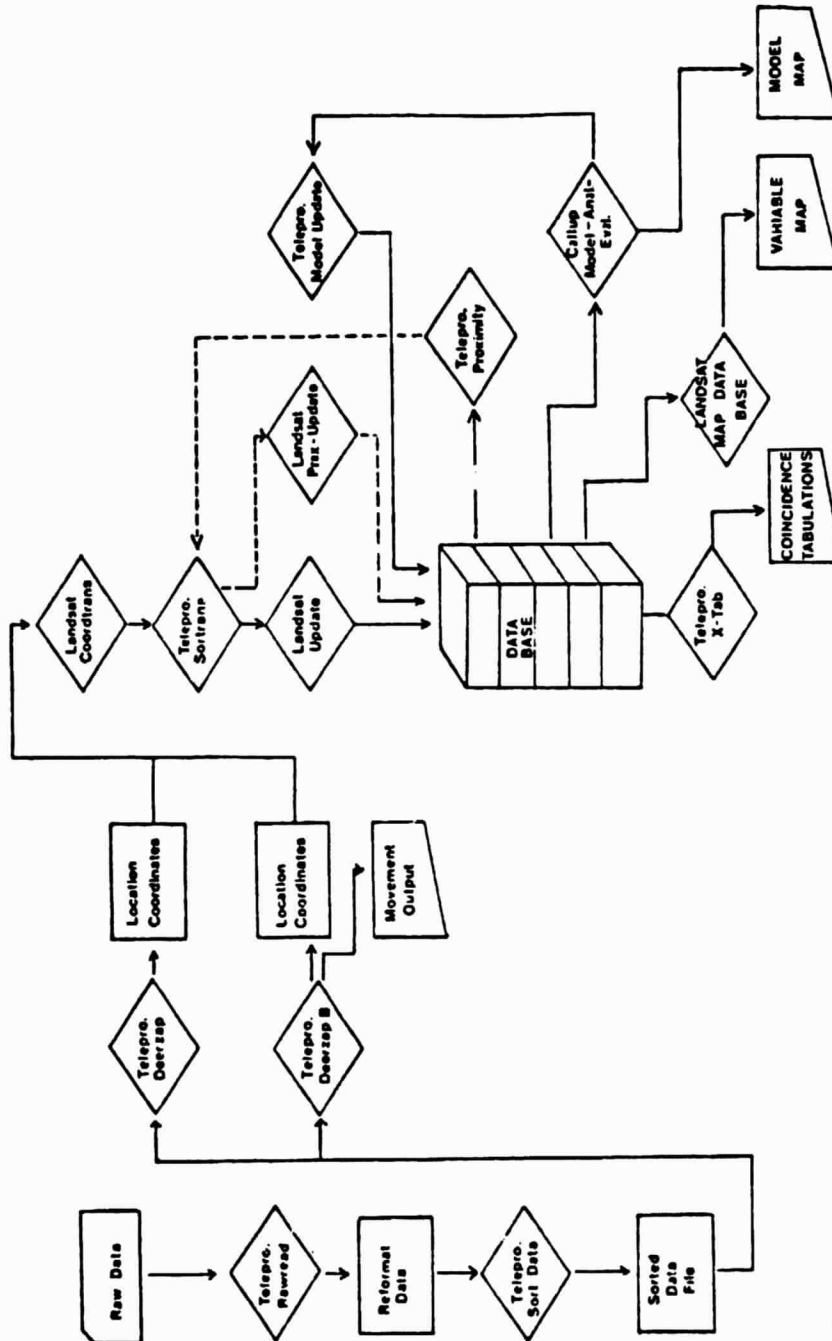 Raw Data
Telepro.
Rawread
Reformat
Data
Telepro.
Sort Data
Sorted
Data
File
Telepro.
Deerzap
Telepro.
Deerzap B
Location
Coordinates
Location
Coordinates
Movement
Output
Landsat
Coordtrans
Telepro.
Sortrans
Landsat
Update
Landsat
Prox-Update
Telepro.
Model Update
Telepro.
Proximity
DATA
BASE
Telepro.
X-Tab
Callup
Model-Anal-
Eval.
LANDSAT
MAP DATA
BASE
COINCIDENCE
TABULATIONS
VARIABLE
MAP
MODEL
MAP